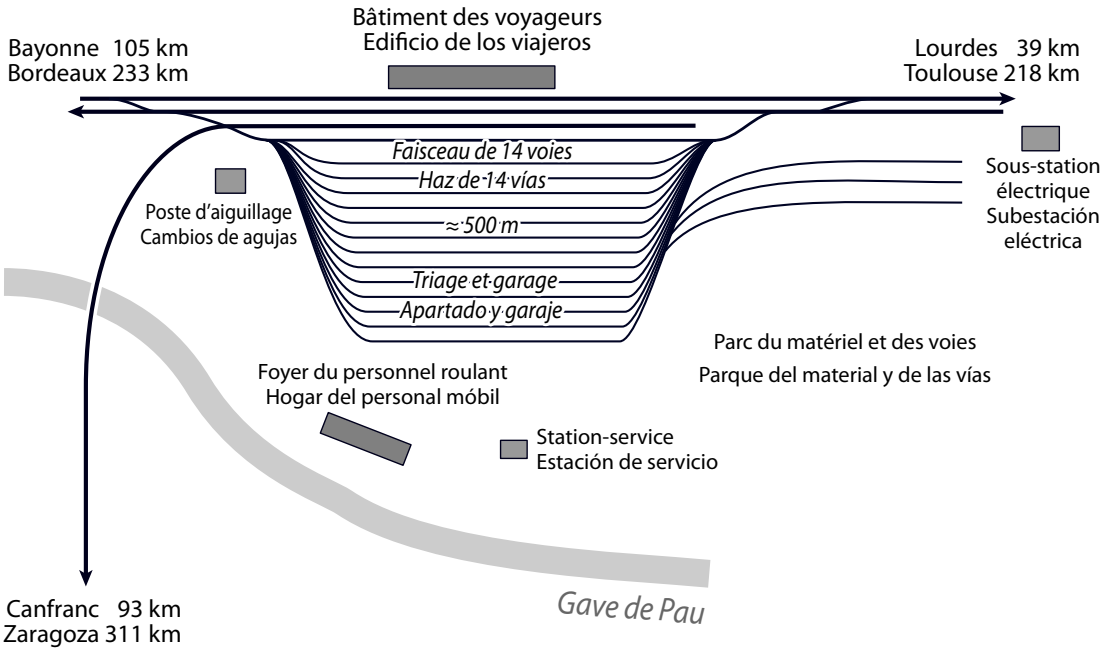 Bâtiment des voyageurs
Edificio de los viajeros
Bayonne 105 km
Bordeaux 233 km
Lourdes 39 km
Toulouse 218 km
Faisceau de 14 voies
Haz de 14 vías
≈ 500 m
Triage et garage
Apartado y garaje
Poste d'aiguillage
Cambios de agujas
Sous-station
électrique
Subestación
eléctrica
Parc du matériel et des voies
Parque del material y de las vías
Foyer du personnel roulant
Hogar del personal móbil
Station-service
Estación de servicio
Gave de Pau
Canfranc 93 km
Zaragoza 311 km